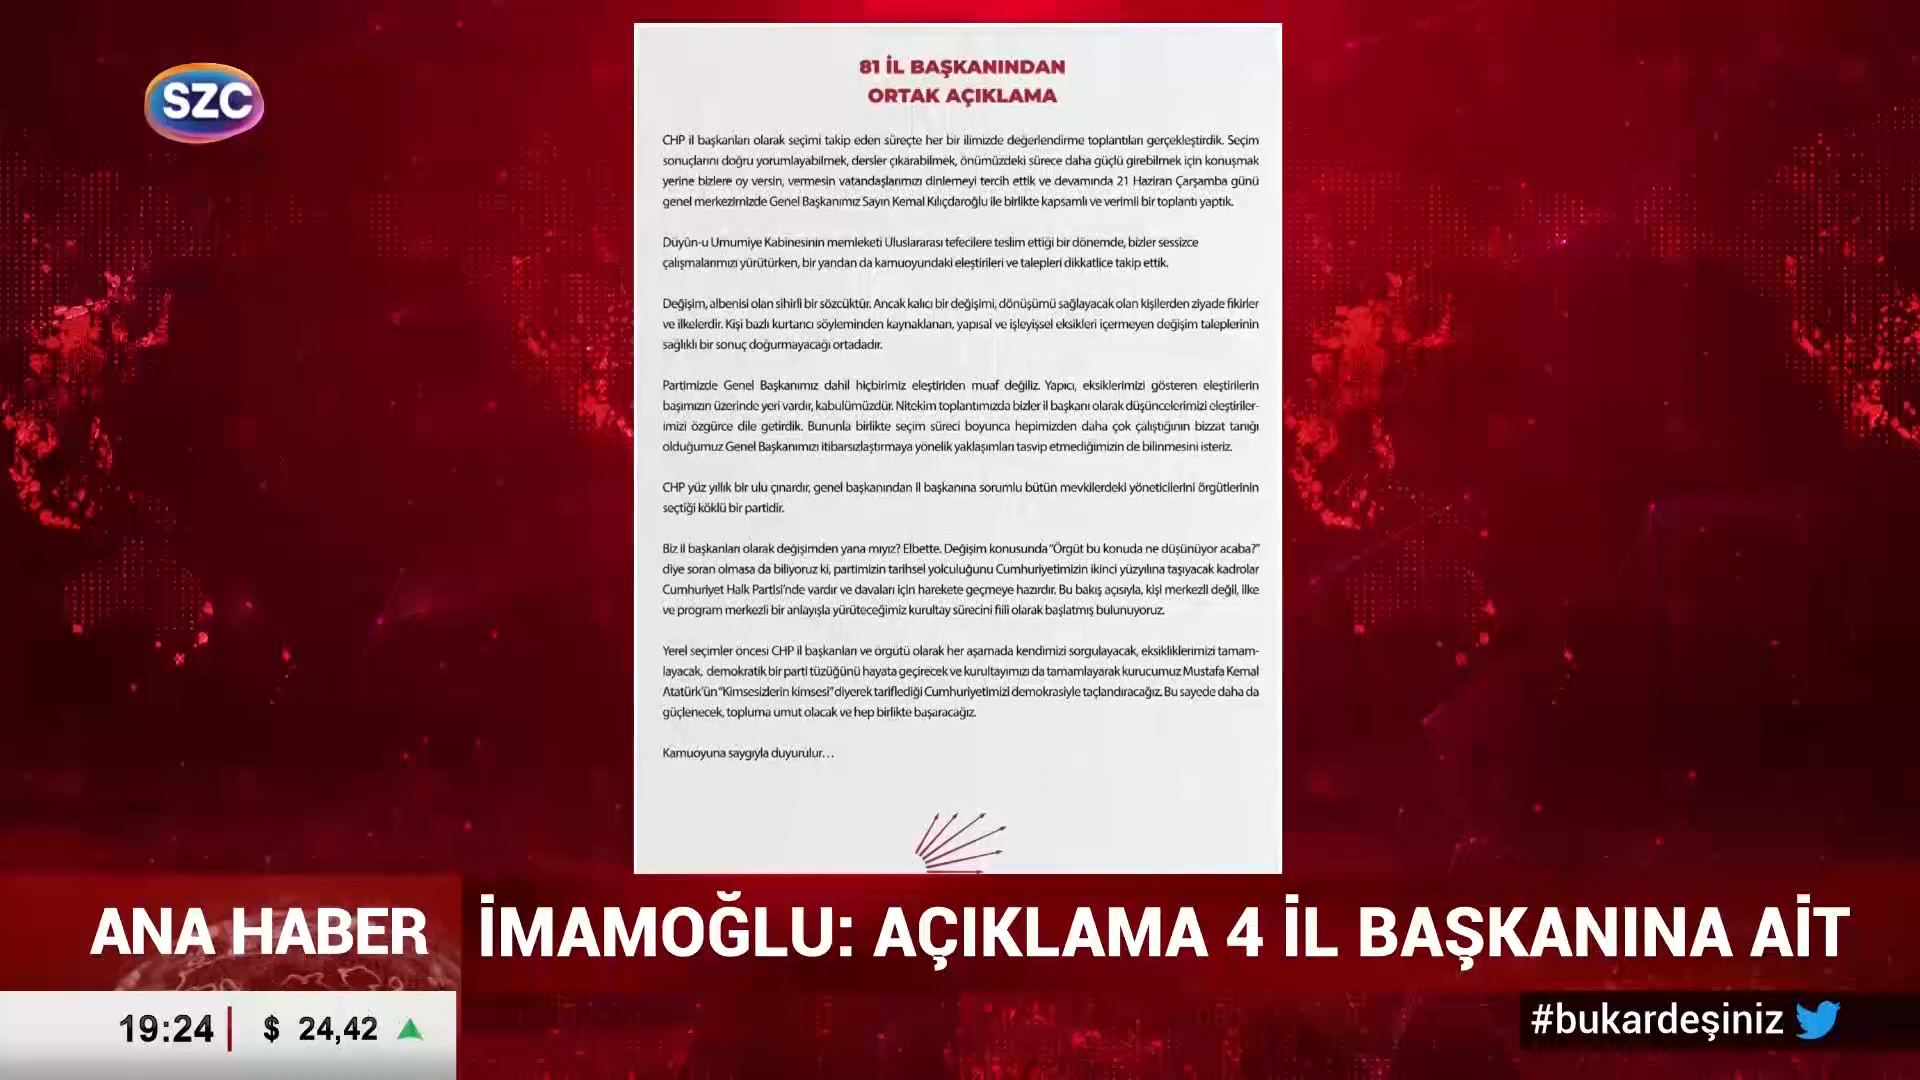 SZC
81 İL BAŞKANINDAN
ORTAK AÇIKLAMA
CHP il başkanları olarak seçimi takip eden süreçte her bir ilimizde değerlendirme toplantıları gerçekleştirdik. Seçim
sonuçlarını doğru yorumlayabilmek, dersler çıkarabilmek, önümüzdeki sürece daha güçlü girebilmek için konuşmak
yerine bizlere oy versin, vermesin vatandaşlarımızı dinlemeyi tercih ettik ve devamında 21 Haziran Çarşamba günü
genel merkezimizde Genel Başkanımız Sayın Kemal Kılıçdaroğlu ile birlikte kapsamlı ve verimli bir toplantı yaptık.
Düyûn-u Umumiye Kabinesinin memleketi Uluslararası tefecilere teslim ettiği bir dönemde, bizler sessizce
çalışmalarımızı yürütürken, bir yandan da kamuoyundaki eleştirileri ve talepleri dikkatlice takip ettik.
Değişim, albenisi olan sihirli bir sözcüktür. Ancak kalıcı bir değişimi, dönüşümü sağlayacak olan kişilerden ziyade fikirler
ve ilkelerdir. Kişi bazlı kurtarıcı söyleminden kaynaklanan, yapısal ve işleyişsel eksikleri içermeyen değişim taleplerinin
sağlıklı bir sonuç doğurmayacağı ortadadır.
Partimizde Genel Başkanımız dahil hiçbirimiz eleştiriden muaf değiliz. Yapıcı, eksiklerimizi gösteren eleştirilerin
başımızın üzerinde yeri vardır, kabulümüzdür. Nitekim toplantımızda bizler il başkanı olarak düşüncelerimizi eleştiriler-
imizi özgürce dile getirdik. Bununla birlikte seçim süreci boyunca hepimizden daha çok çalıştığının bizzat tanığı
olduğumuz Genel Başkanımızı itibarsızlaştırmaya yönelik yaklaşımları tasvip etmediğimizin de bilinmesini isteriz.
CHP yüz yıllık bir ulu çınardır, genel başkanından il başkanına sorumlu bütün mevkilerdeki yöneticilerini örgütlerinin
seçtiği köklü bir partidir.
Biz il başkanları olarak değişimden yana mıyız? Elbette. Değişim konusunda "Örgüt bu konuda ne düşünüyor acaba?"
diye soran olmasa da biliyoruz ki, partimizin tarihsel yolculuğunu Cumhuriyetimizin ikinci yüzyılına taşıyacak kadrolar
Cumhuriyet Halk Partisi'nde vardır ve davaları için harekete geçmeye hazırdır. Bu bakış açısıyla, kişi merkezli değil, ilke
ve program merkezli bir anlayışla yürüteceğimiz kurultay sürecini fiili olarak başlatmış bulunuyoruz.
Yerel seçimler öncesi CHP il başkanları ve örgütü olarak her aşamada kendimizi sorgulayacak, eksikliklerimizi tamam-
layacak, demokratik bir parti tüzüğünü hayata geçirecek ve kurultayımızı da tamamlayarak kurucumuz Mustafa Kemal
Atatürk'ün "Kimsesizlerin kimsesi" diyerek tariflediği Cumhuriyetimizi demokrasiyle taçlandıracağız. Bu sayede daha da
güçlenecek, topluma umut olacak ve hep birlikte başaracağız.
Kamuoyuna saygıyla duyurulur…
ANA HABER
İMAMOĞLU: AÇIKLAMA 4 İL BAŞKANINA AİT
19:24 $ 24,42
#bukardeşiniz